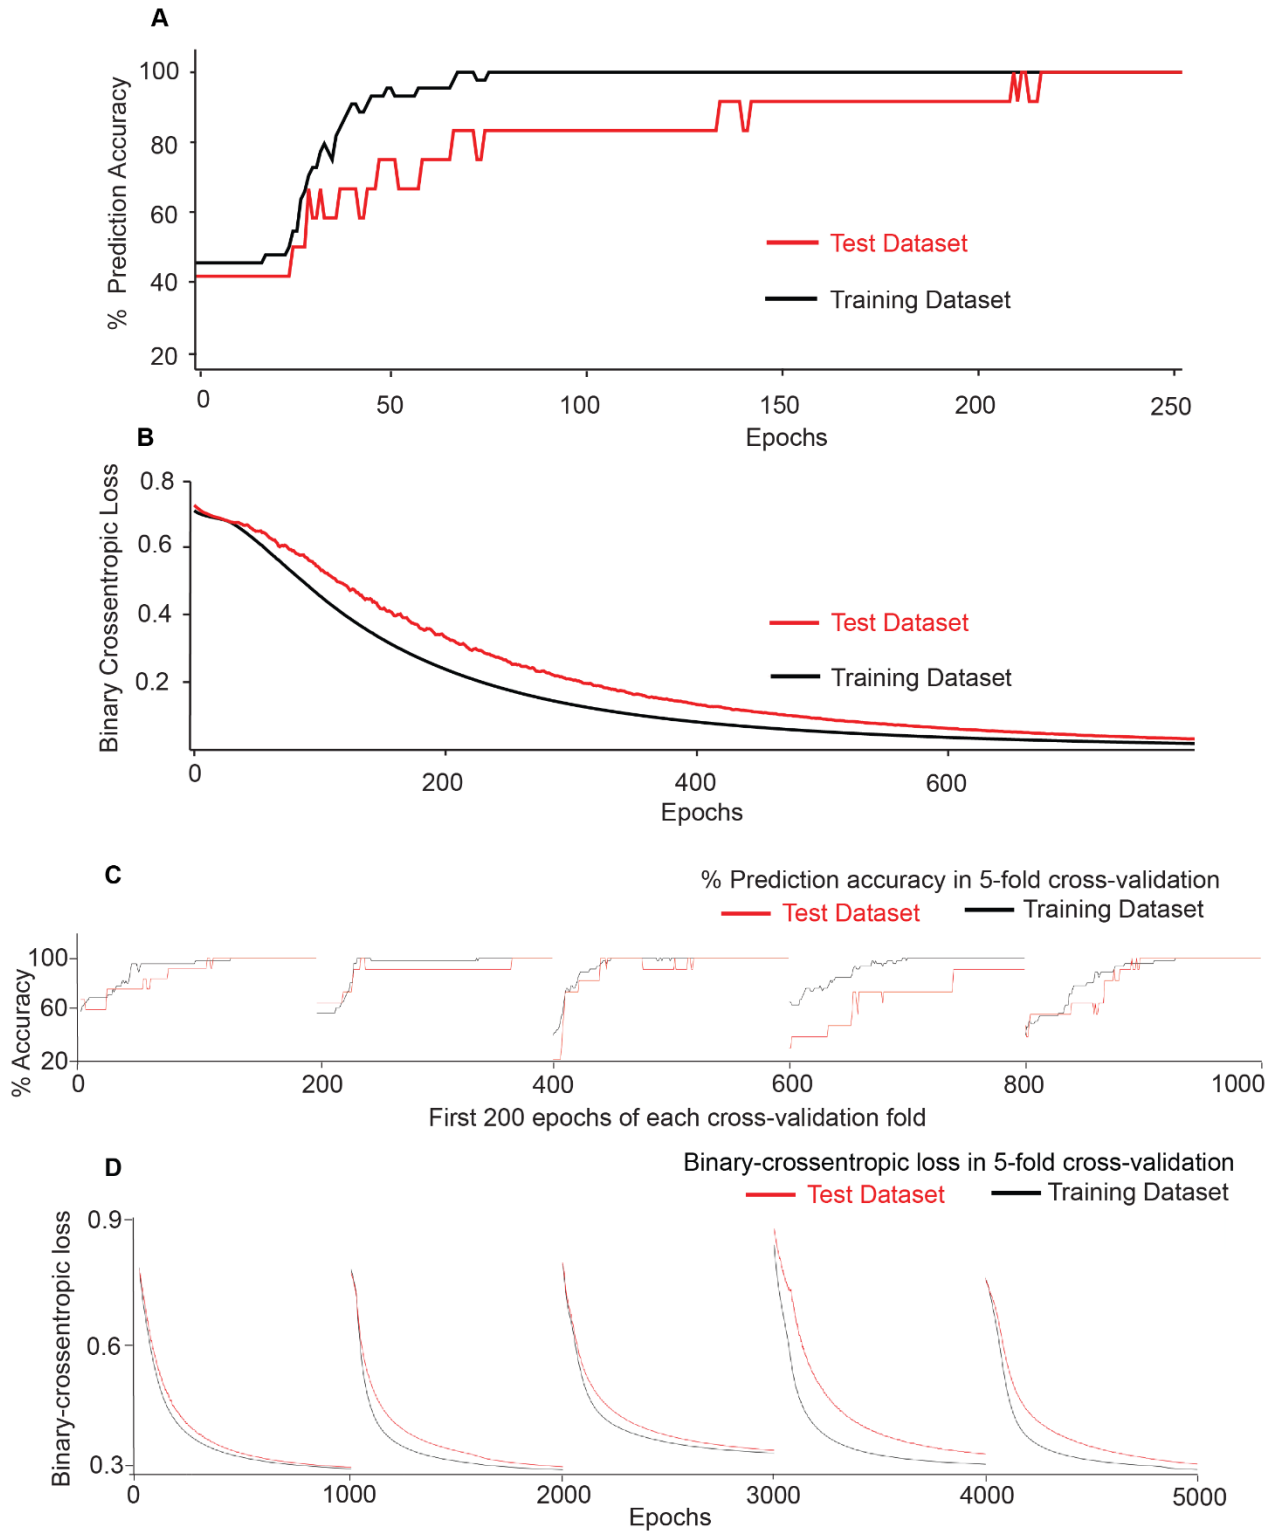 A
% Prediction Accuracy
100
80
60
40
20
Test Dataset
Training Dataset
0 50 100 150 200 250
Epochs
B
Binary Crossentropic Loss
0.8
0.6
0.4
0.2
Test Dataset
Training Dataset
0 200 400 600
Epochs
C
% Prediction accuracy in 5-fold cross-validation
Test Dataset Training Dataset
% Accuracy
100
60
20
0 200 400 600 800 1000
First 200 epochs of each cross-validation fold
D
Binary-crossentropic loss in 5-fold cross-validation
Test Dataset Training Dataset
Binary-crossentropic loss
0.9
0.6
0.3
0 1000 2000 3000 4000 5000
Epochs